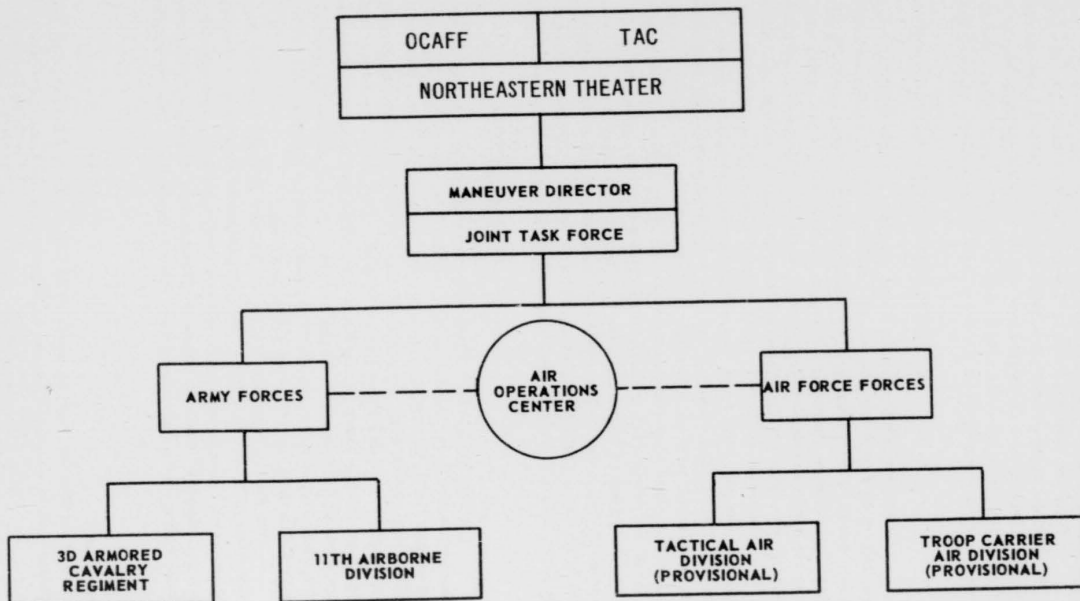 OCAFF
TAC
NORTHEASTERN THEATER
MANEUVER DIRECTOR
JOINT TASK FORCE
ARMY FORCES
AIR
OPERATIONS
CENTER
AIR FORCE FORCES
3D ARMORED
CAVALRY
REGIMENT
11TH AIRBORNE
DIVISION
TACTICAL AIR
DIVISION
(PROVISIONAL)
TROOP CARRIER
AIR DIVISION
(PROVISIONAL)